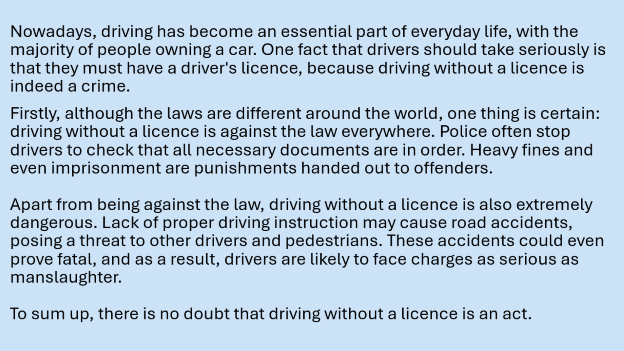 Nowadays, driving has become an essential part of everyday life, with the
majority of people owning a car. One fact that drivers should take seriously is
that they must have a driver's licence, because driving without a licence is
indeed a crime.
Firstly, although the laws are different around the world, one thing is certain:
driving without a licence is against the law everywhere. Police often stop
drivers to check that all necessary documents are in order. Heavy fines and
even imprisonment are punishments handed out to offenders.
Apart from being against the law, driving without a licence is also extremely
dangerous. Lack of proper driving instruction may cause road accidents,
posing a threat to other drivers and pedestrians. These accidents could even
prove fatal, and as a result, drivers are likely to face charges as serious as
manslaughter.
To sum up, there is no doubt that driving without a licence is an act.